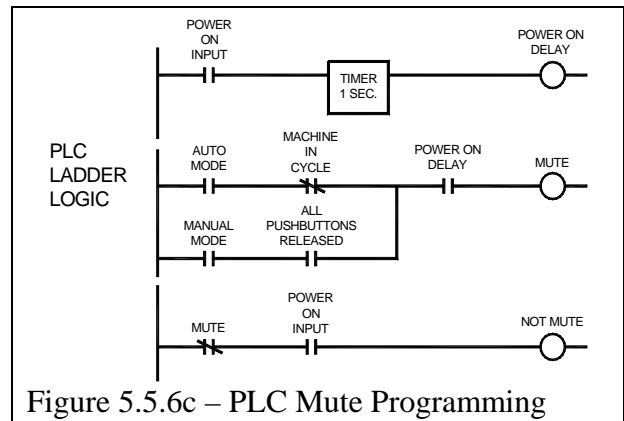 POWER
ON
INPUT
TIMER
1 SEC.
POWER ON
DELAY
PLC
LADDER
LOGIC
AUTO
MODE
MACHINE
IN
CYCLE
POWER ON
DELAY
MUTE
MANUAL
MODE
ALL
PUSHBUTTONS
RELEASED
MUTE
POWER
ON
INPUT
NOT MUTE
Figure 5.5.6c – PLC Mute Programming